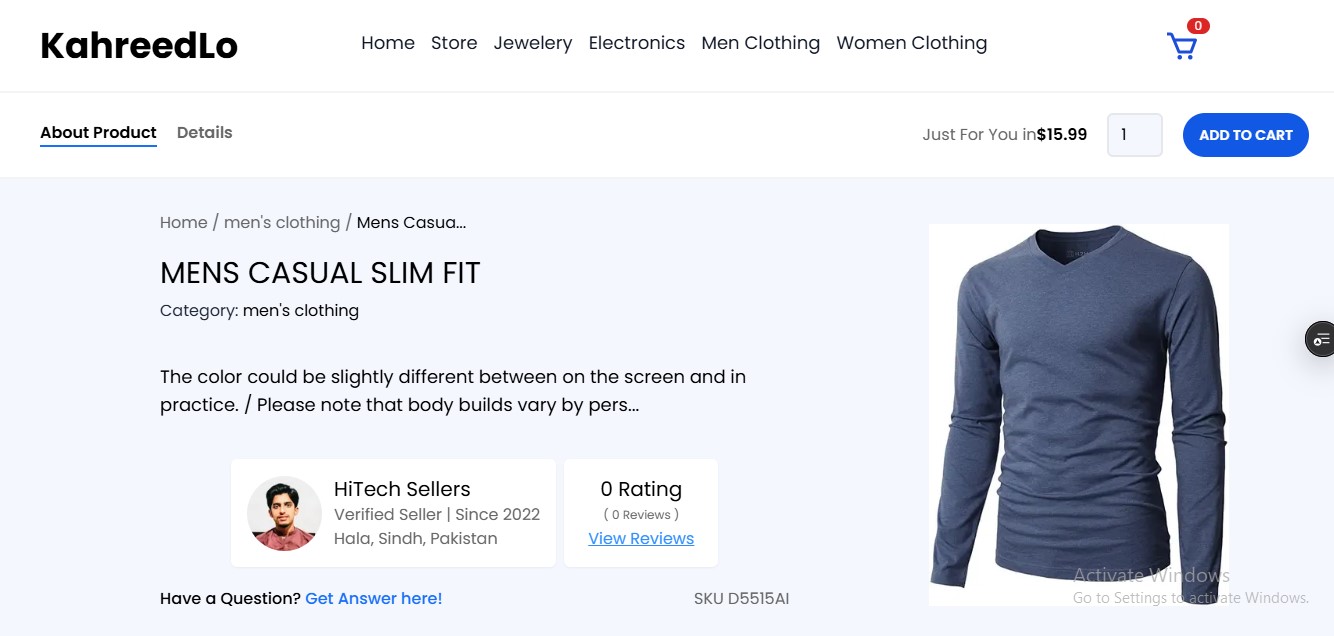 KahreedLo
Home Store Jewelery Electronics Men Clothing Women Clothing
0
About Product Details
Just For You in$15.99 1 ADD TO CART
Home / men's clothing / Mens Casua...
MENS CASUAL SLIM FIT
Category: men's clothing
The color could be slightly different between on the screen and in
practice. / Please note that body builds vary by pers...
HiTech Sellers
Verified Seller | Since 2022
Hala, Sindh, Pakistan
0 Rating
( 0 Reviews )
View Reviews
Have a Question? Get Answer here!
SKU D5515AI
Activate Windows
Go to Settings to activate Windows.